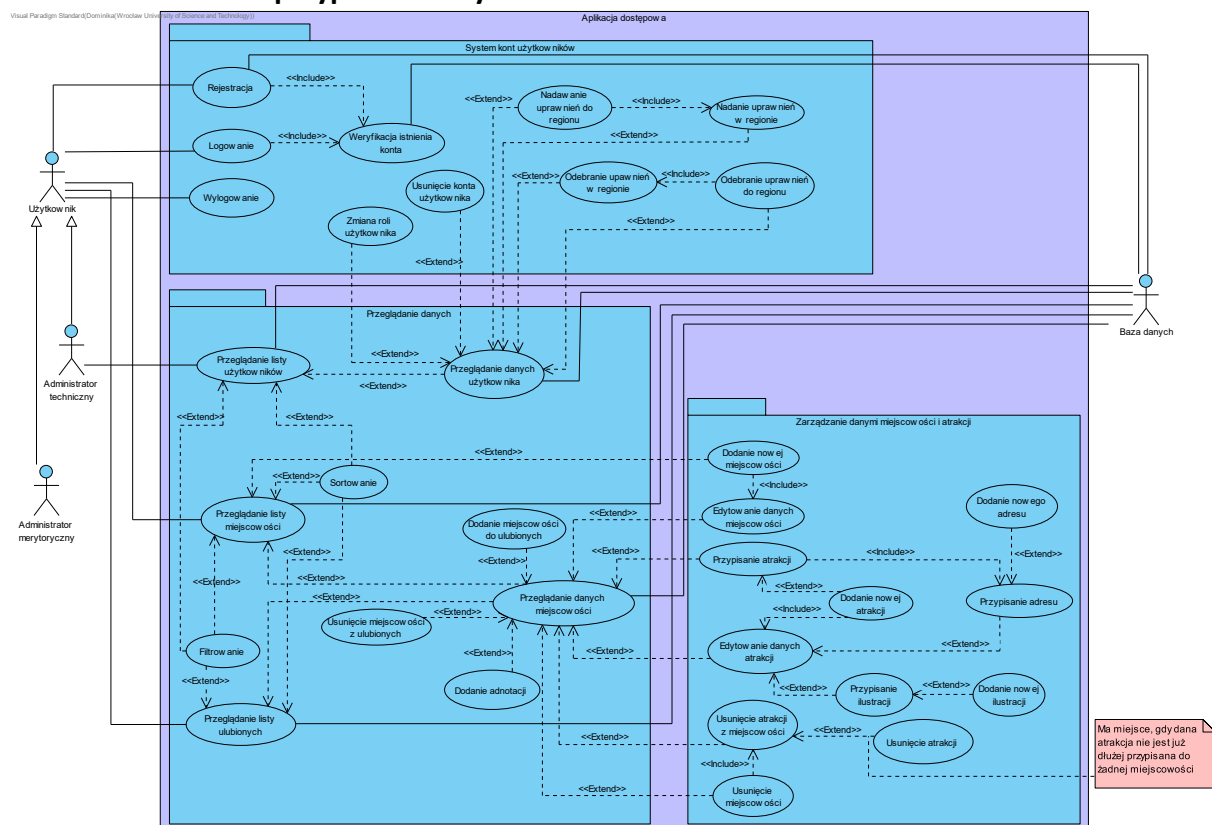 Visual Paradigm Standard(Dominika(Wrocław University of Science and Technology))
Aplikacja dostępowa
System kont użytkowników
Rejestracja
<<Include>>
Logowanie
<<Include>>
Weryfikacja istnienia
konta
Wylogowanie
<<Extend>>
Nadawanie
uprawnień do
regionu
<<Include>>
Nadanie uprawnień
w regionie
<<Extend>>
Usunięcie konta
użytkownika
<<Extend>>
Odebranie upawnień
w regionie
<<Include>>
Odebranie uprawnień
do regionu
<<Extend>>
Zmiana roli
użytkownika
<<Extend>>
Użytkownik
Administrator
techniczny
Administrator
merytoryczny
Baza danych
Przeglądanie danych
Przeglądanie listy
użytkowników
<<Extend>>
<<Extend>>
Przeglądanie danych
użytkownika
<<Extend>>
<<Extend>>
<<Extend>>
Sortowanie
Przeglądanie listy
miejscowości
Dodanie miejscowości
do ulubionych
<<Extend>>
<<Extend>>
<<Extend>>
Przeglądanie danych
miejscowości
<<Extend>>
Usunięcie miejscowości
z ulubionych
<<Extend>>
Filtrowanie
<<Extend>>
<<Extend>>
Dodanie adnotacji
Przeglądanie listy
ulubionych
Zarządzanie danymi miejscowości i atrakcji
<<Extend>>
Dodanie nowej
miejscowości
<<Include>>
<<Extend>>
Edytowanie danych
miejscowości
Dodanie nowego
adresu
<<Extend>>
<<Extend>>
Przypisanie atrakcji
<<Include>>
<<Extend>>
Dodanie nowej
atrakcji
Przypisanie adresu
<<Include>>
<<Extend>>
Edytowanie danych
atrakcji
<<Extend>>
<<Extend>>
Przypisanie
ilustracji
<<Extend>>
Dodanie nowej
ilustracji
<<Extend>>
Usunięcie atrakcji
z miejscowości
<<Extend>>
Usunięcie atrakcji
<<Include>>
<<Extend>>
Usunięcie
miejscowości
Ma miejsce, gdy dana
atrakcja nie jest już
dłużej przypisana do
żadnej miejscowości